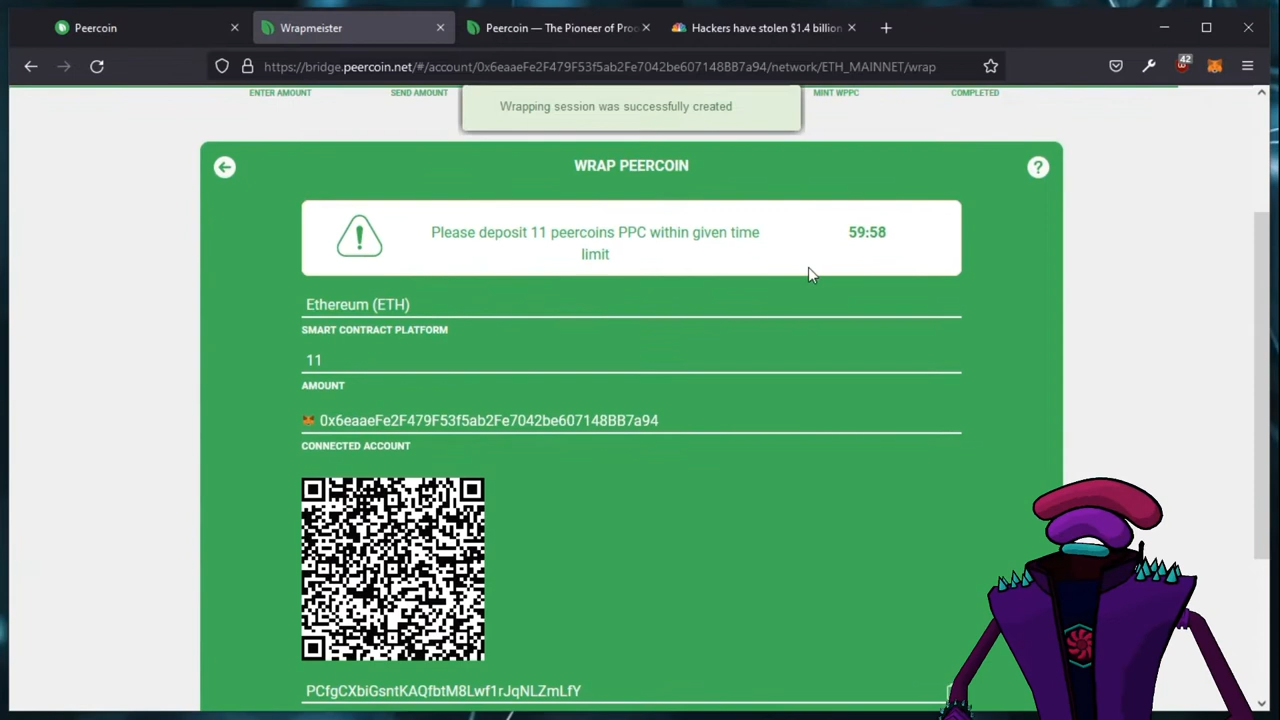 Peercoin
Wrapmeister
Peercoin — The Pioneer of Proo
Hackers have stolen $1.4 billion
https://bridge.peercoin.net/#/account/0x6eaaeFe2F479F53f5ab2Fe7042be607148BB7a94/network/ETH_MAINNET/wrap
42
ENTER AMOUNT
SEND AMOUNT
MINT WPPC
COMPLETED
Wrapping session was successfully created
WRAP PEERCOIN
?
Please deposit 11 peercoins PPC within given time
limit
59:58
Ethereum (ETH)
SMART CONTRACT PLATFORM
11
AMOUNT
0x6eaaeFe2F479F53f5ab2Fe7042be607148BB7a94
CONNECTED ACCOUNT
PCfgCXbiGsntKAQfbtM8Lwf1rJqNLZmLfY